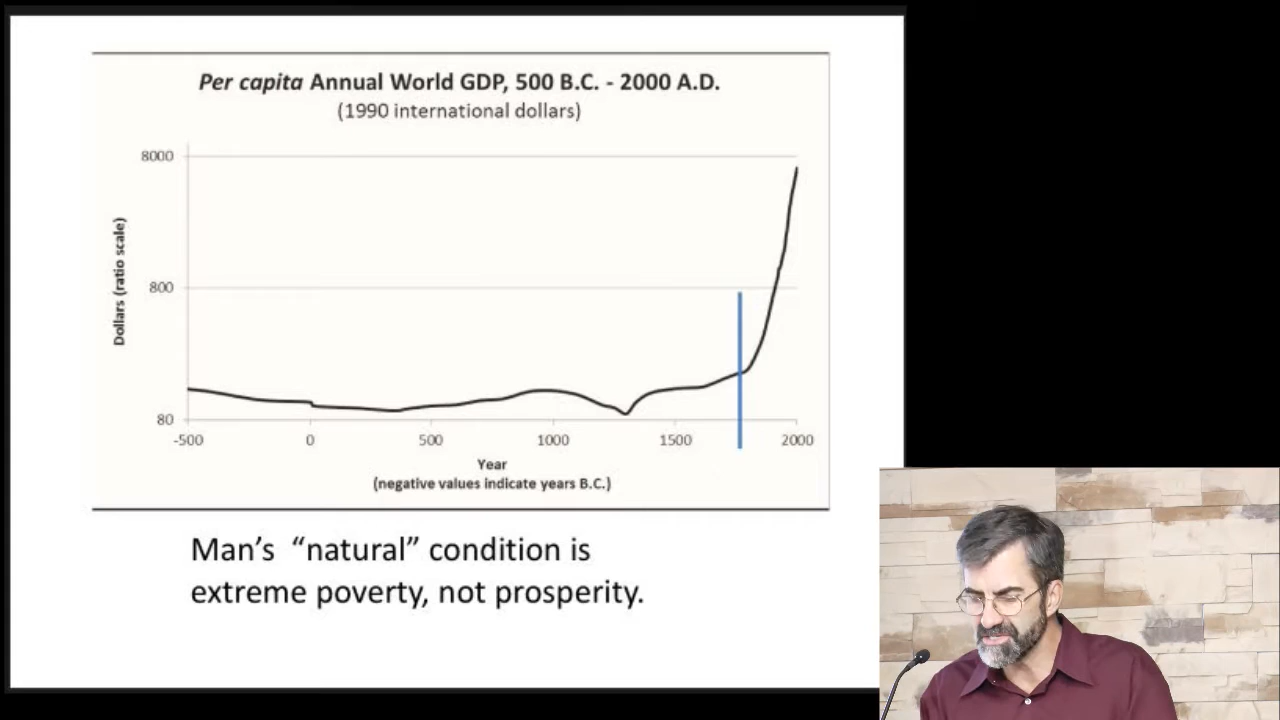 Per capita Annual World GDP, 500 B.C. - 2000 A.D.
(1990 international dollars)
8000
800
80
Dollars (ratio scale)
-500 0 500 1000 1500 2000
Year
(negative values indicate years B.C.)
Man’s “natural” condition is
extreme poverty, not prosperity.